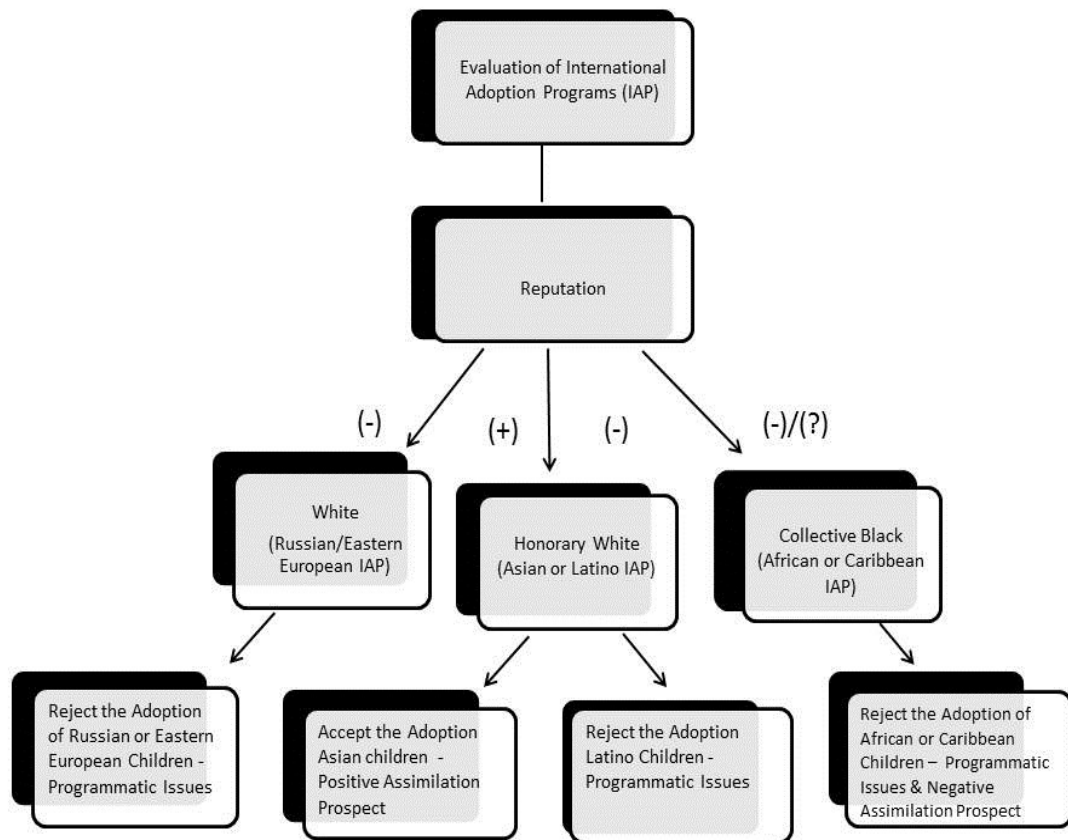 Evaluation of International
Adoption Programs (IAP)
Reputation
(-)
(+)
(-)
(-)/(?)
White
(Russian/Eastern
European IAP)
Honorary White
(Asian or Latino IAP)
Collective Black
(African or Caribbean
IAP)
Reject the Adoption
of Russian or Eastern
European Children -
Programmatic Issues
Accept the Adoption
Asian children -
Positive Assimilation
Prospect
Reject the Adoption
Latino Children -
Programmatic Issues
Reject the Adoption of
African or Caribbean
Children – Programmatic
Issues & Negative
Assimilation Prospect